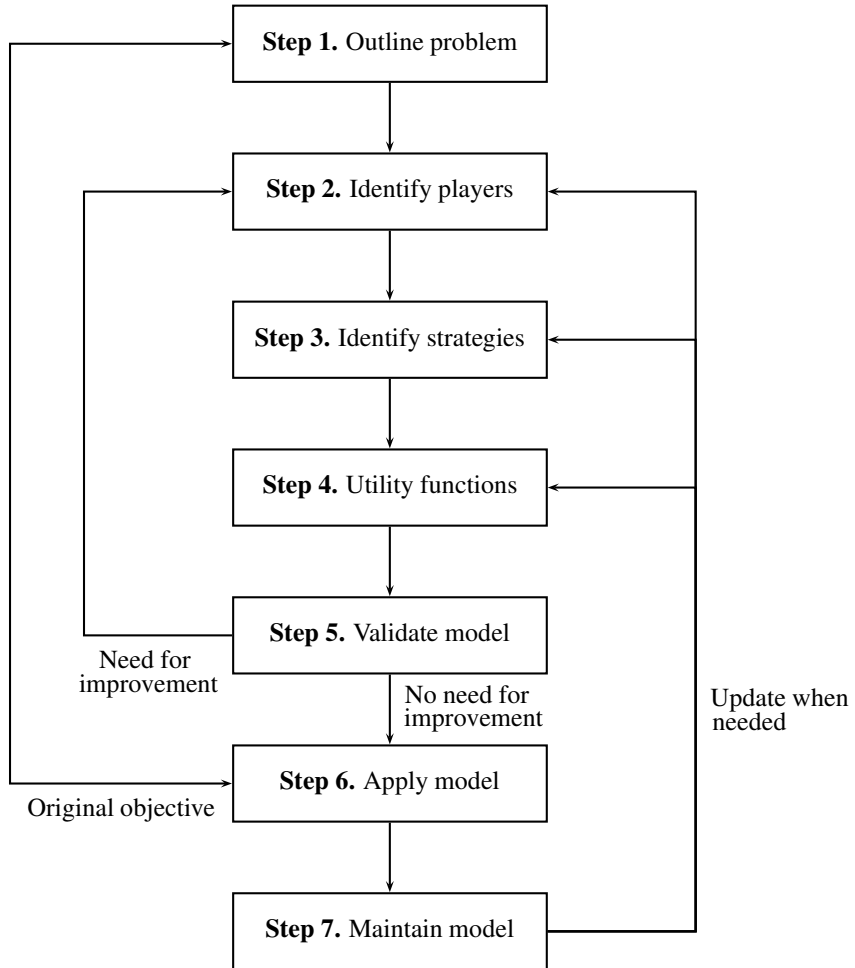 Step 1. Outline problem
Step 2. Identify players
Step 3. Identify strategies
Step 4. Utility functions
Step 5. Validate model
Need for
improvement
No need for
improvement
Update when
needed
Step 6. Apply model
Original objective
Step 7. Maintain model